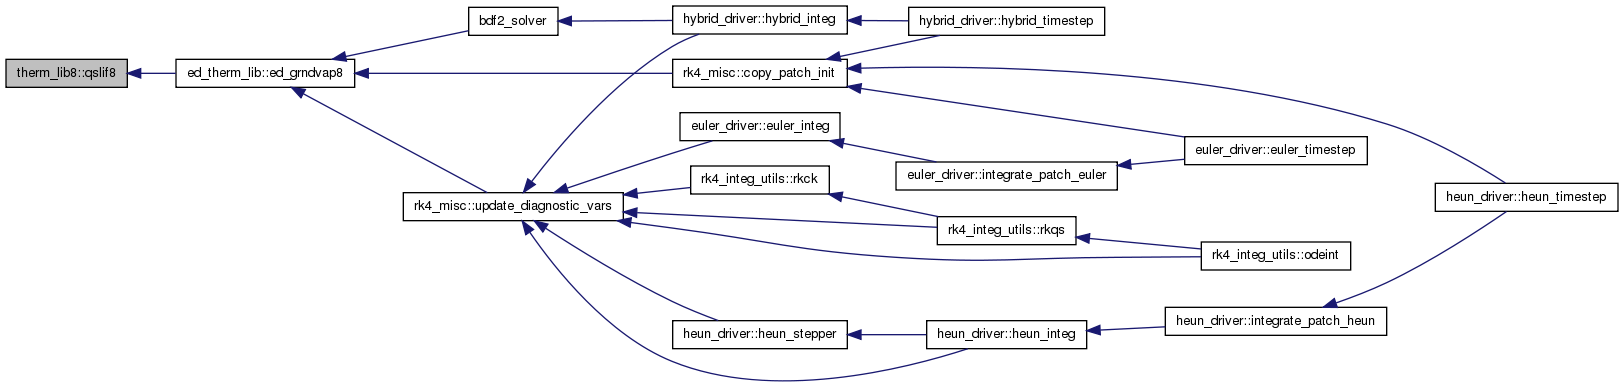 therm_lib8::qslif8
ed_therm_lib::ed_grndvap8
bdf2_solver
hybrid_driver::hybrid_integ
hybrid_driver::hybrid_timestep
rk4_misc::copy_patch_init
euler_driver::euler_integ
euler_driver::euler_timestep
euler_driver::integrate_patch_euler
rk4_integ_utils::rkck
rk4_misc::update_diagnostic_vars
heun_driver::heun_timestep
rk4_integ_utils::rkqs
rk4_integ_utils::odeint
heun_driver::heun_stepper
heun_driver::heun_integ
heun_driver::integrate_patch_heun